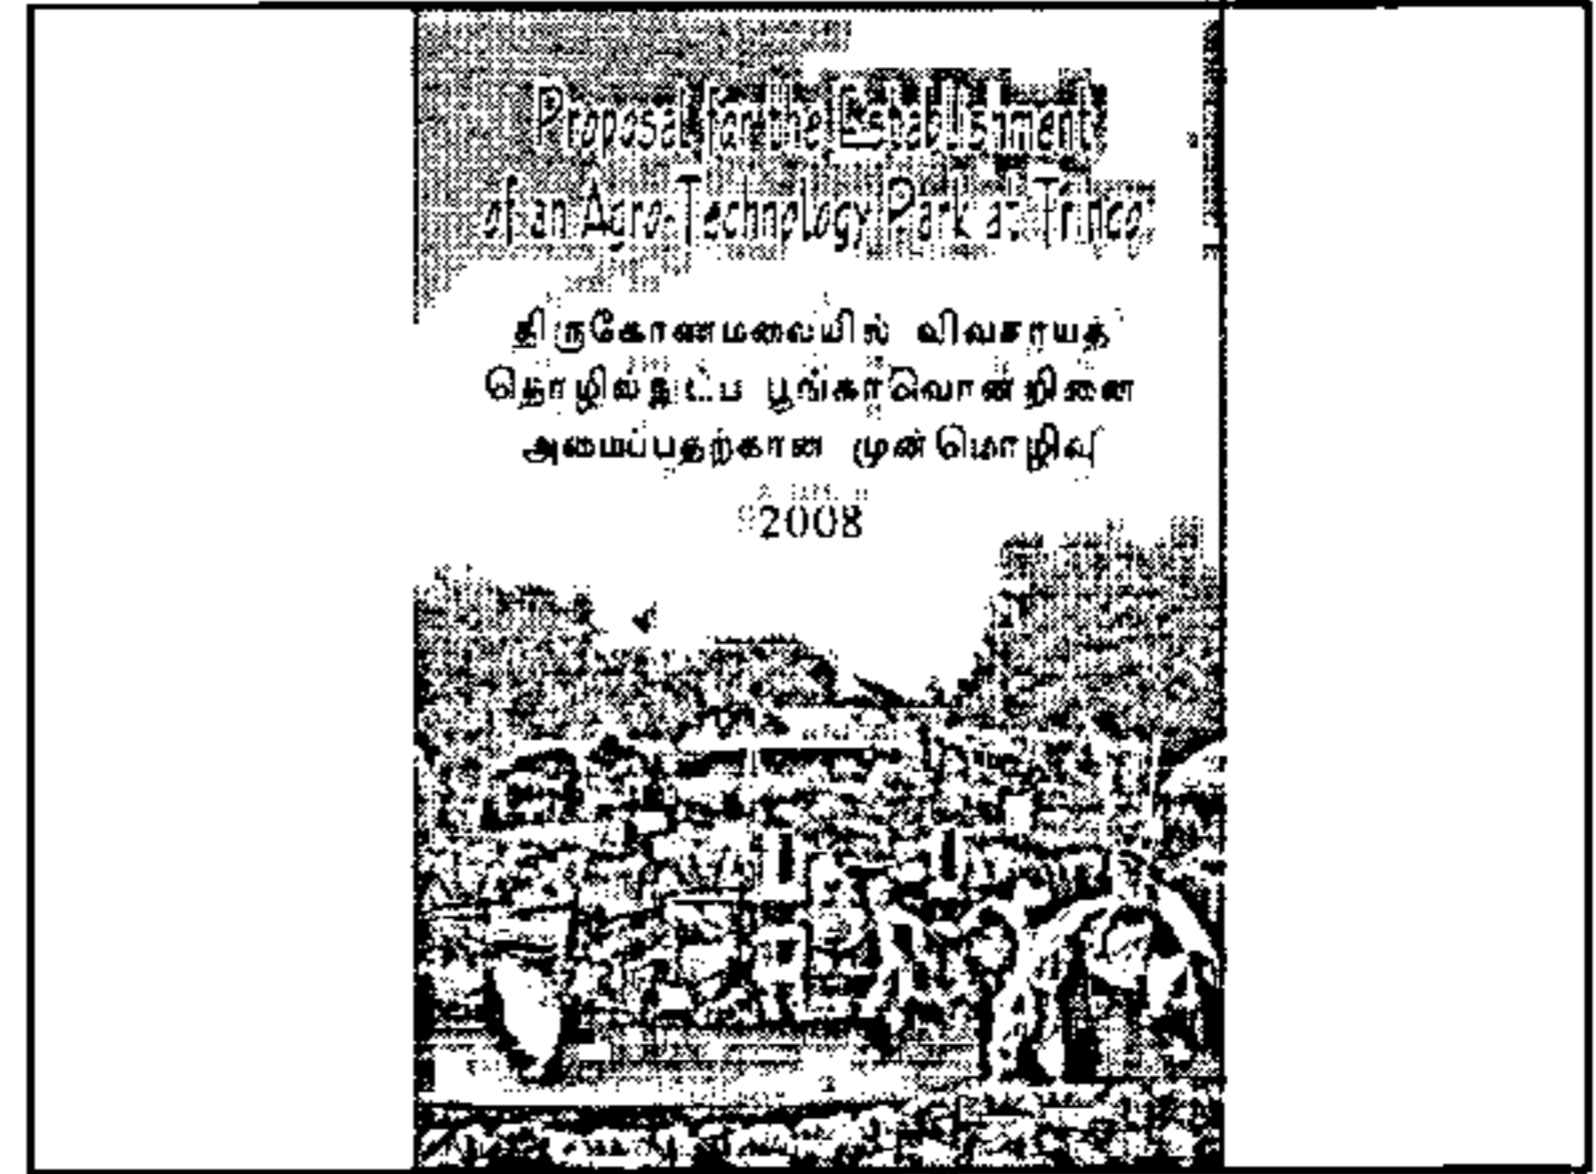 Proposal for the Establishment
of an Agro-Technology Park at Trinco.
திருகோணமலையில் விவசாயத்
தொழில்நுட்ப பூங்காவொன்றினை
அமைப்பதற்கான முன்மொழிவு
2008